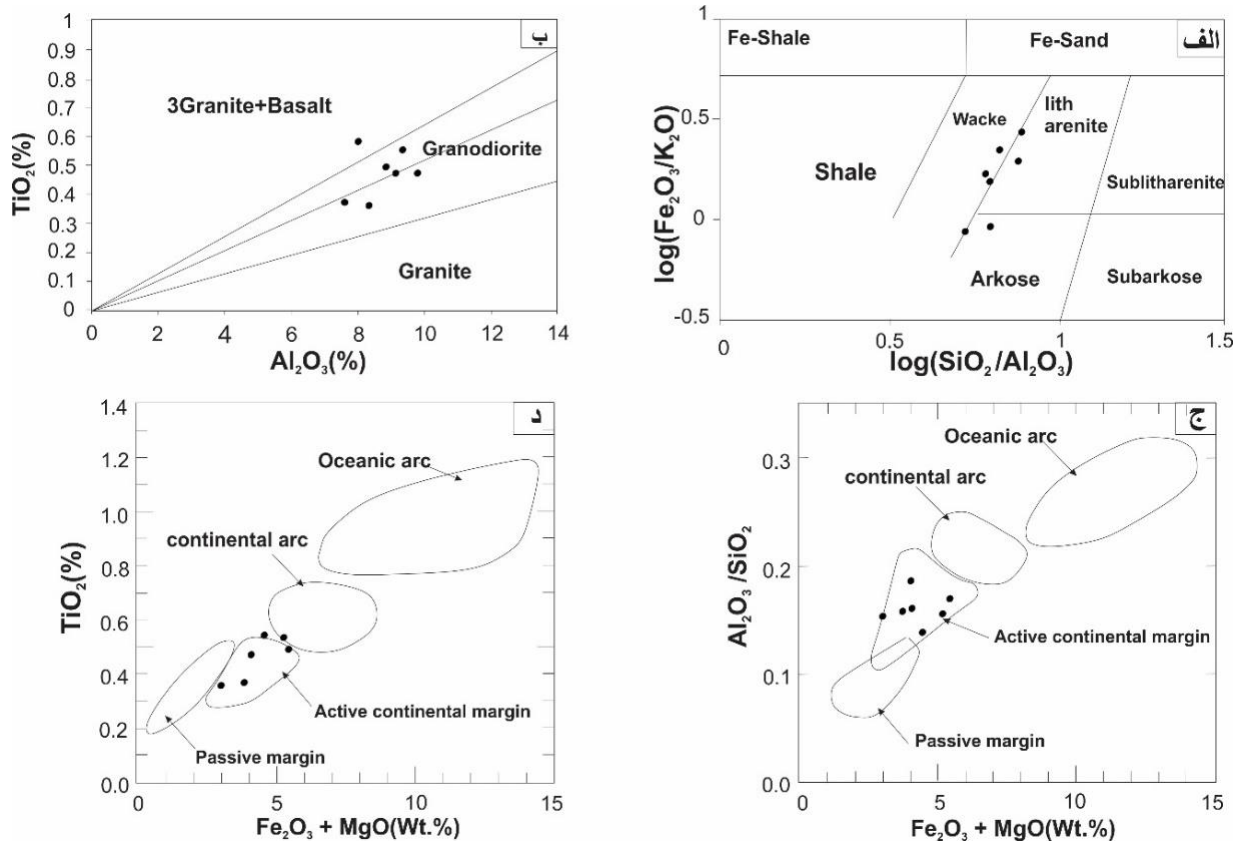 ب
1
0.9
0.8
0.7
0.6
0.5
0.4
0.3
0.2
0.1
0
TiO₂(%)
3Granite+Basalt
Granodiorite
Granite
0 2 4 6 8 10 12 14
Al₂O₃(%)
الف
1
0.5
0
-0.5
log(Fe₂O₃/K₂O)
Fe-Shale
Fe-Sand
Shale
Wacke
lith
arenite
Sublitharenite
Arkose
Subarkose
0 0.5 1 1.5
log(SiO₂/Al₂O₃)
د
1.4
1.2
1.0
0.8
0.6
0.4
0.2
0.0
TiO₂(%)
Oceanic arc
continental arc
Active continental margin
Passive margin
0 5 10 15
Fe₂O₃ + MgO(Wt.%)
ج
0.3
0.2
0.1
0.0
Al₂O₃/SiO₂
Oceanic arc
continental arc
Active continental margin
Passive margin
0 5 10 15
Fe₂O₃ + MgO(Wt.%)